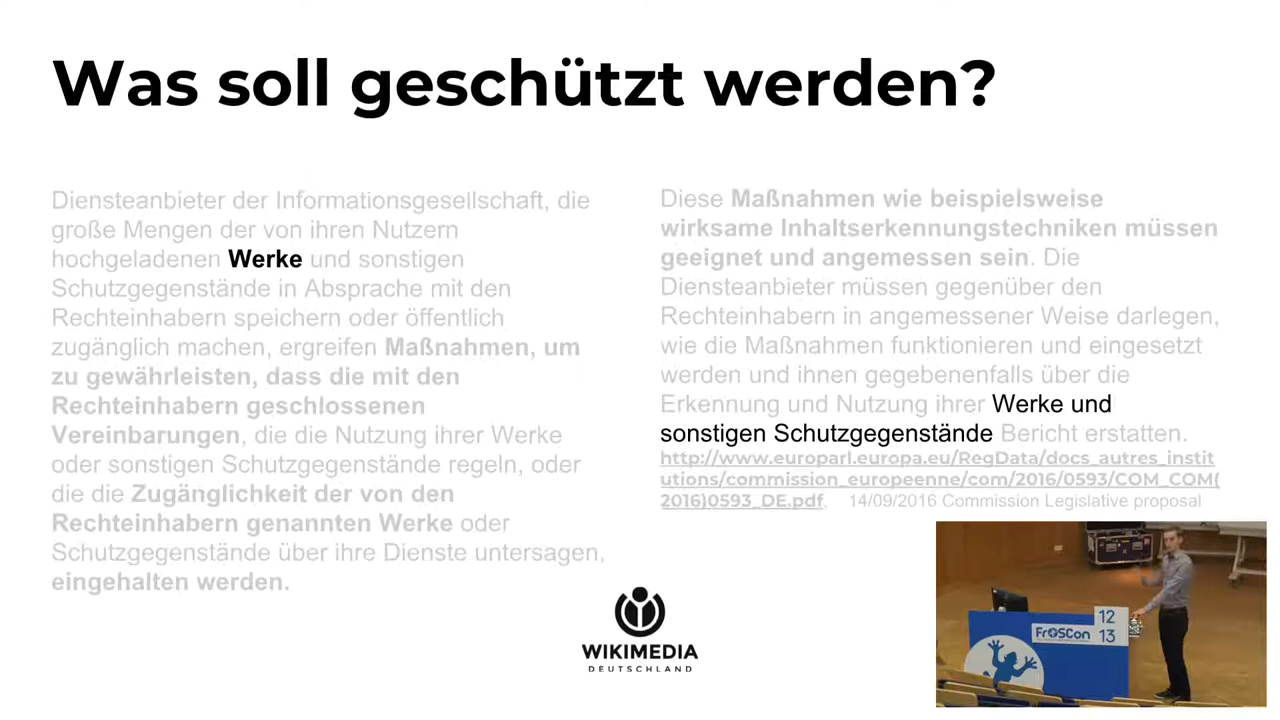 Was soll geschützt werden?
Diensteanbieter der Informationsgesellschaft, die
große Mengen der von ihren Nutzern
hochgeladenen Werke und sonstigen
Schutzgegenstände in Absprache mit den
Rechteinhabern speichern oder öffentlich
zugänglich machen, ergreifen Maßnahmen, um
zu gewährleisten, dass die mit den
Rechteinhabern geschlossenen
Vereinbarungen, die die Nutzung ihrer Werke
oder sonstigen Schutzgegenstände regeln, oder
die die Zugänglichkeit der von den
Rechteinhabern genannten Werke oder
Schutzgegenstände über ihre Dienste untersagen,
eingehalten werden.
Diese Maßnahmen wie beispielsweise
wirksame Inhaltserkennungstechniken müssen
geeignet und angemessen sein. Die
Diensteanbieter müssen gegenüber den
Rechteinhabern in angemessener Weise darlegen,
wie die Maßnahmen funktionieren und eingesetzt
werden und ihnen gegebenenfalls über die
Erkennung und Nutzung ihrer Werke und
sonstigen Schutzgegenstände Bericht erstatten.
http://www.europarl.europa.eu/RegData/docs_autres_instit
utions/commission_europeenne/com/2016/0593/COM_COM(
2016)0593_DE.pdf, 14/09/2016 Commission Legislative proposal
WIKIMEDIA
DEUTSCHLAND
12
FrOSCon
13